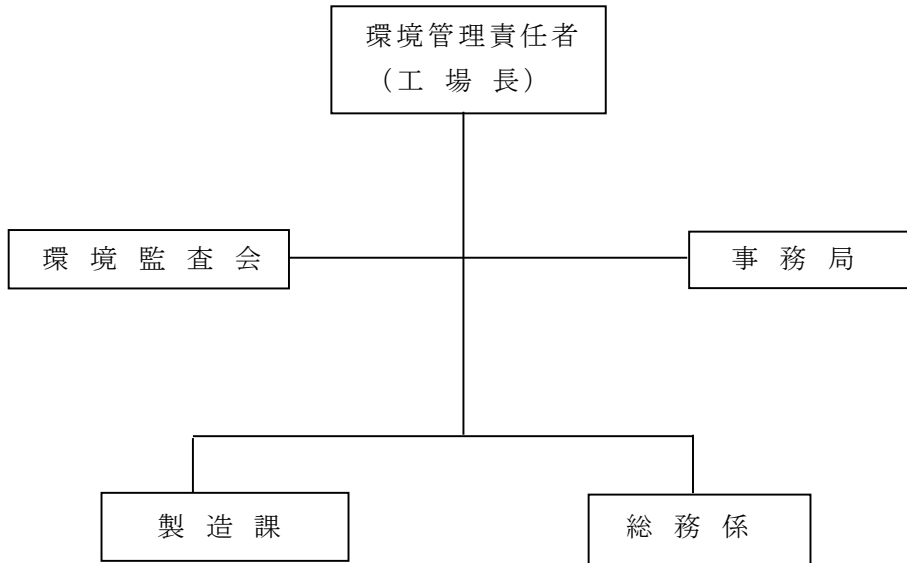 環境管理責任者
（工 場 長）
環 境 監 査 会
事 務 局
製 造 課
総 務 係